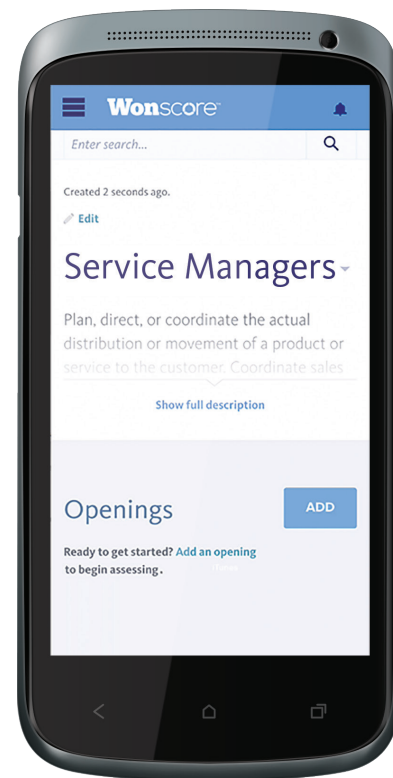 Wonscore™
Enter search...
Created 2 seconds ago.
Edit
Service Managers
Plan, direct, or coordinate the actual
distribution or movement of a product or
service to the customer. Coordinate sales
Show full description
Openings
ADD
Ready to get started? Add an opening
to begin assessing.